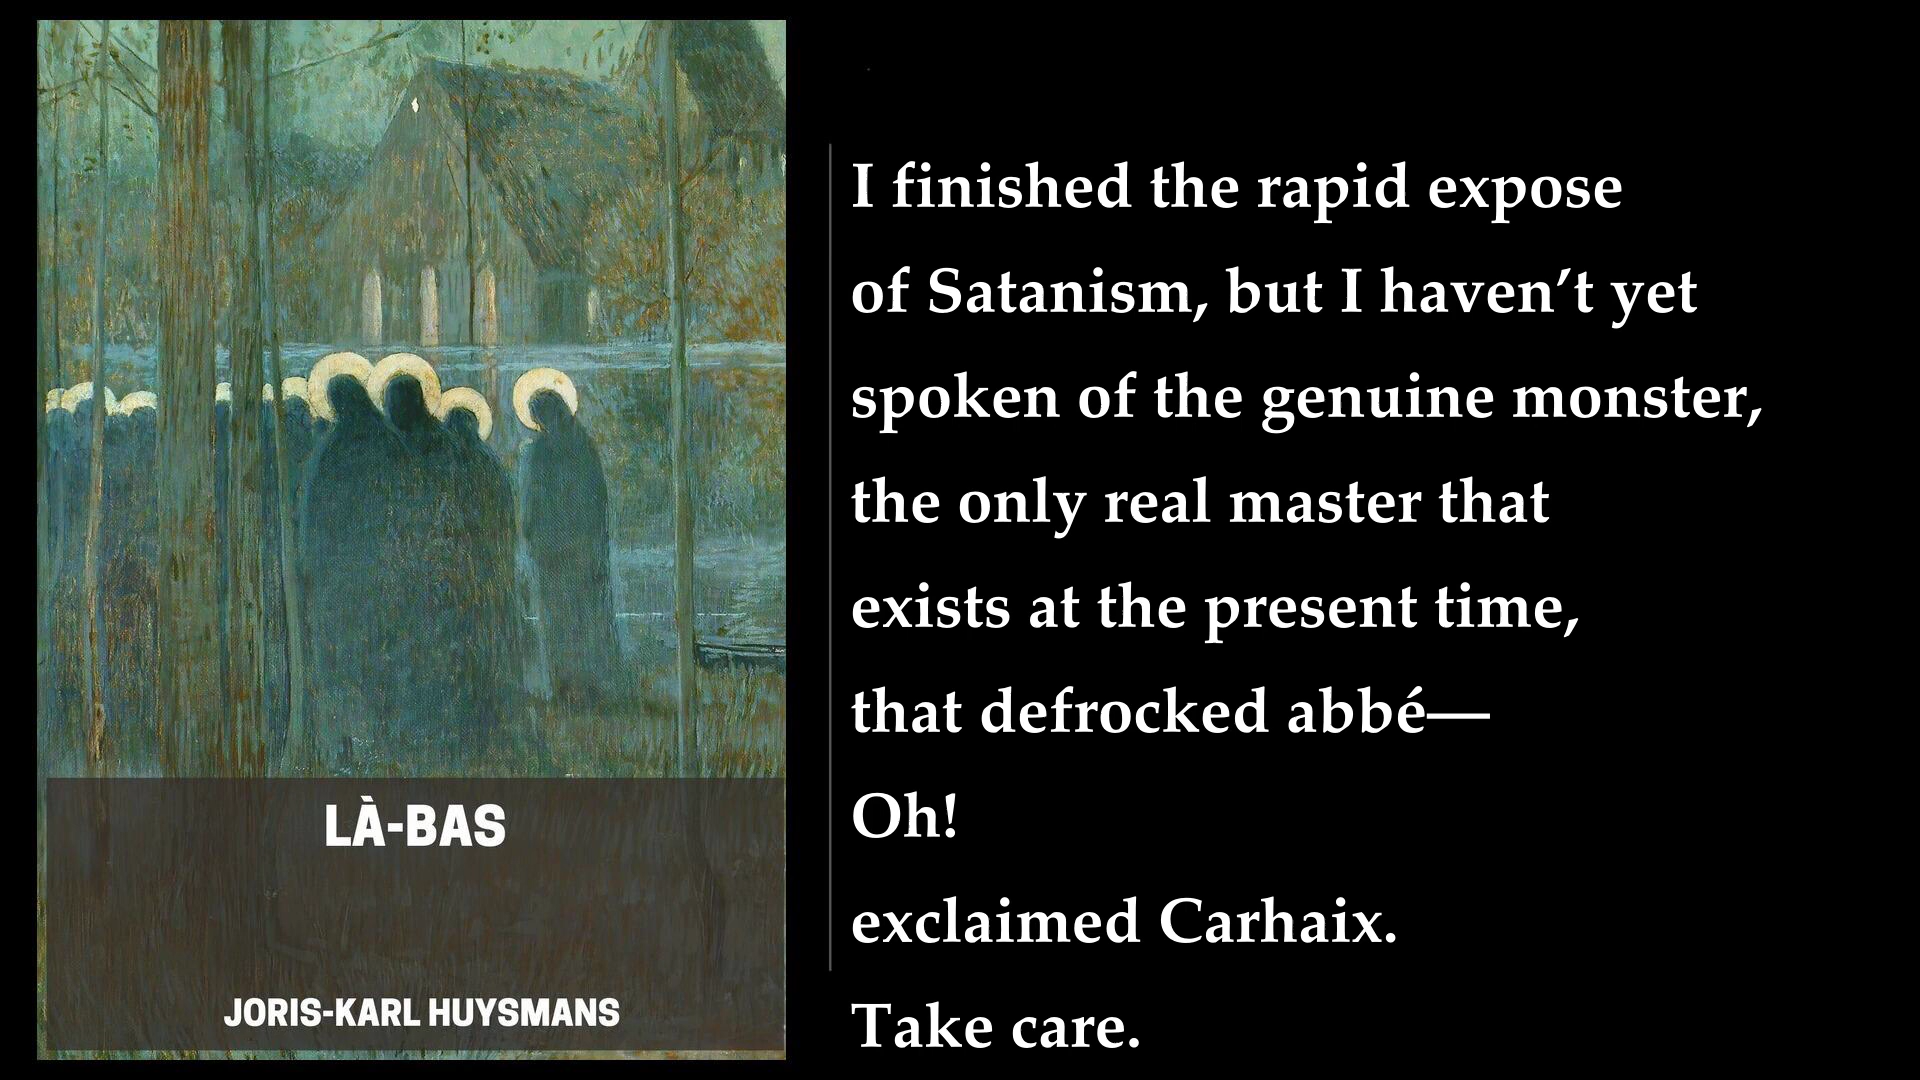 LÀ-BAS
JORIS-KARL HUYSMANS
I finished the rapid expose
of Satanism, but I haven’t yet
spoken of the genuine monster,
the only real master that
exists at the present time,
that defrocked abbé—
Oh!
exclaimed Carhaix.
Take care.